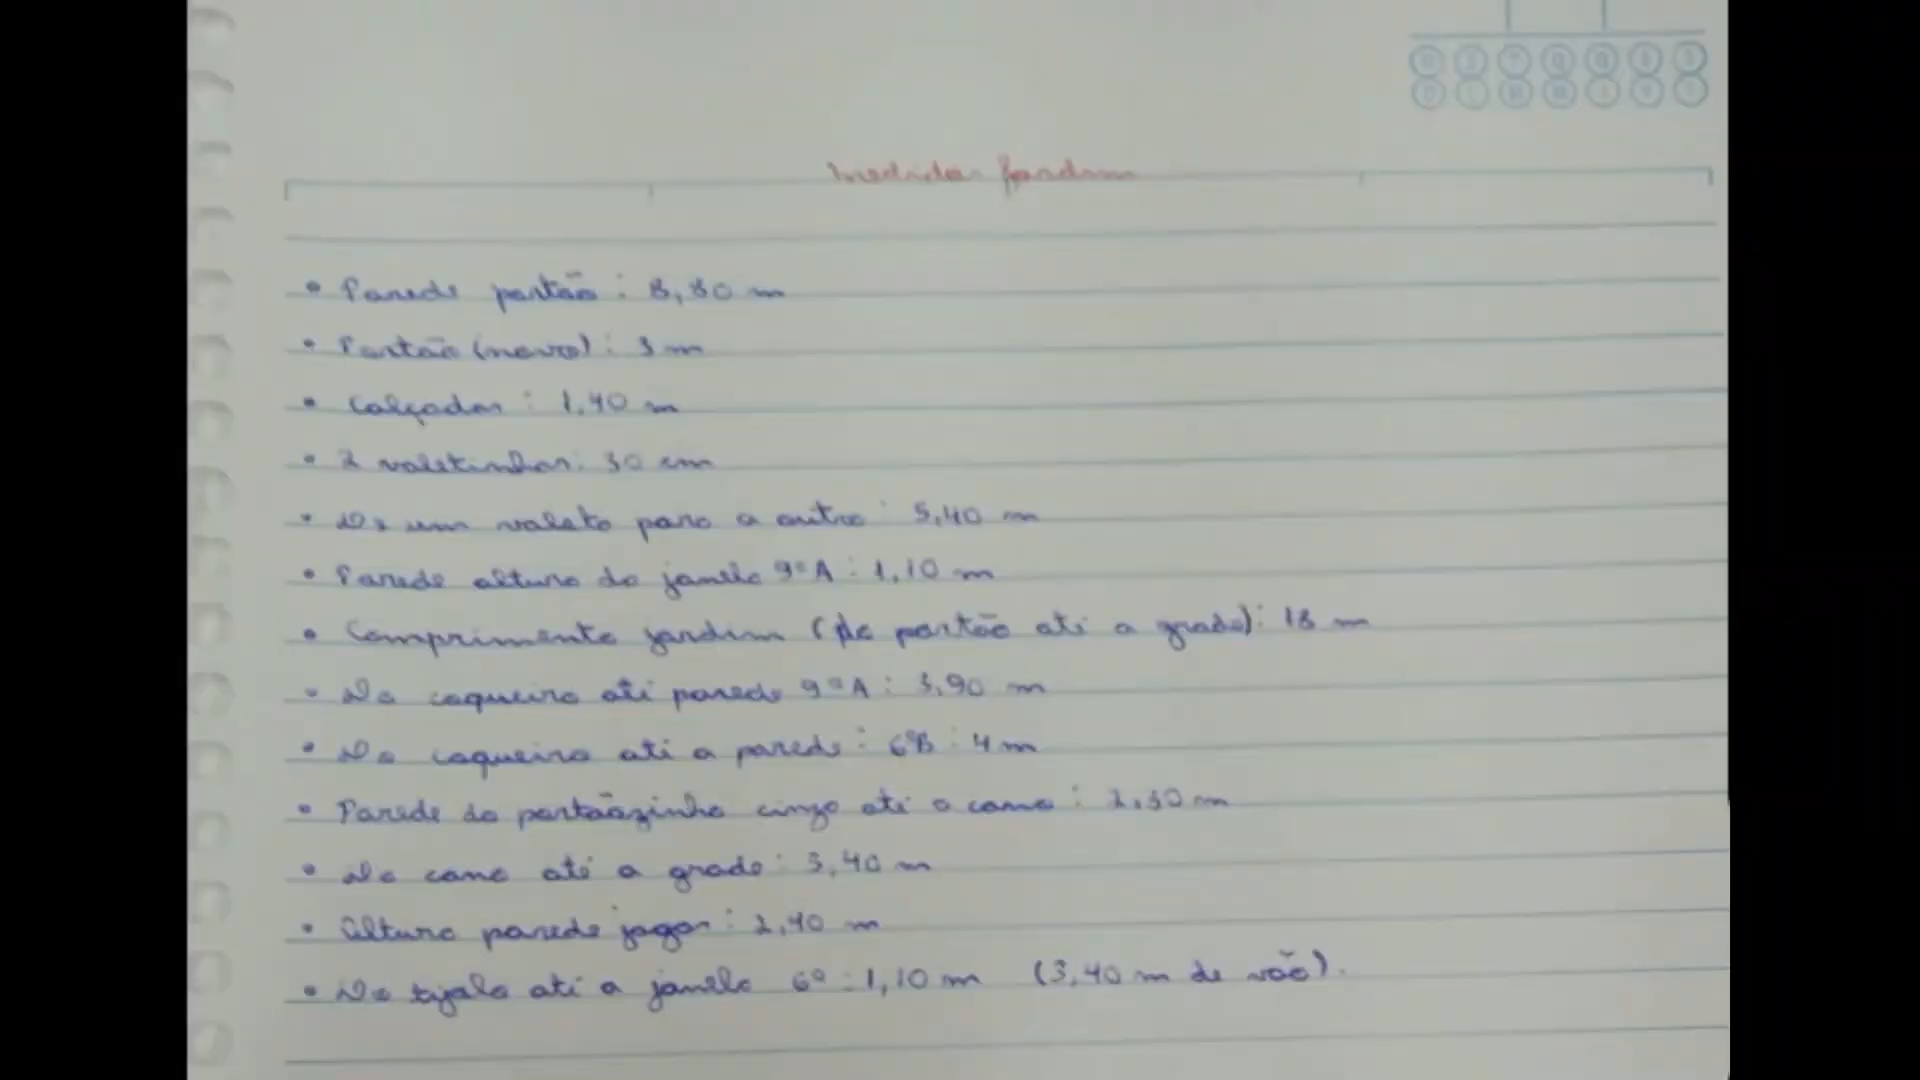 Medidas Jardim
• Parede portão: 8,80 m
• Portão (novo): 3 m
• Calçadas: 1,40 m
• 2 valetinhas: 30 cm
• De um valeto para a outro: 5,40 m
• Parede altura da janela 9º A: 1,10 m
• Comprimento jardim (do portão até a grade): 18 m
• Do coqueiro até parede 9º A: 3,90 m
• Do coqueiro até a parede: 6º B: 4 m
• Parede do portãozinho cinza até o cano: 2,30 m
• Do cano até a grade: 3,40 m
• Altura parede jogos: 2,40 m
• Do tijolo até a janela 6º: 1,10 m (3,40 m de vão).